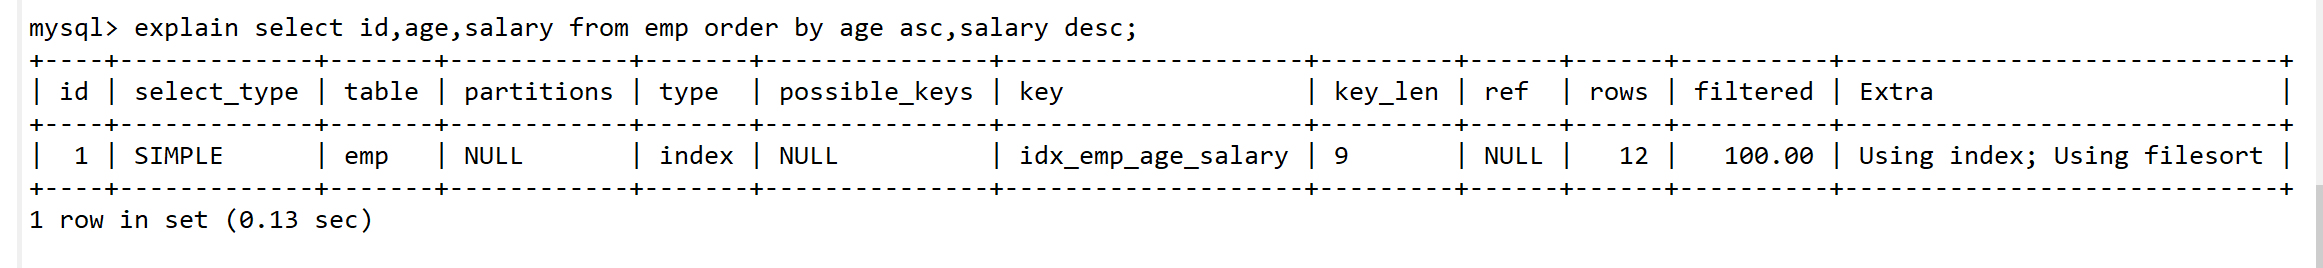 mysql> explain select id,age,salary from emp order by age asc,salary desc;
+----+-------------+-------+------------+-------+---------------+--------------------+---------+------+------+----------+-----------------------------+
| id | select_type | table | partitions | type  | possible_keys | key                | key_len | ref  | rows | filtered | Extra                       |
+----+-------------+-------+------------+-------+---------------+--------------------+---------+------+------+----------+-----------------------------+
|  1 | SIMPLE      | emp   | NULL       | index | NULL          | idx_emp_age_salary | 9       | NULL |   12 |   100.00 | Using index; Using filesort |
+----+-------------+-------+------------+-------+---------------+--------------------+---------+------+------+----------+-----------------------------+
1 row in set (0.13 sec)